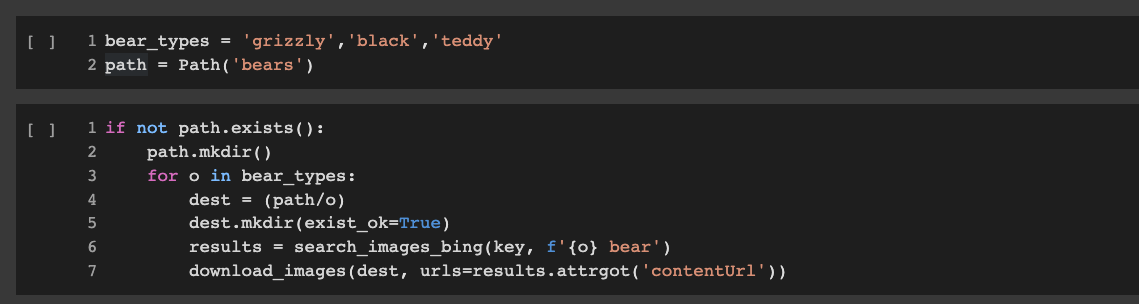 [ ] 1 bear_types = 'grizzly','black','teddy'
2 path = Path('bears')
[ ] 1 if not path.exists():
2     path.mkdir()
3     for o in bear_types:
4         dest = (path/o)
5         dest.mkdir(exist_ok=True)
6         results = search_images_bing(key, f'{o} bear')
7         download_images(dest, urls=results.attrgot('contentUrl'))